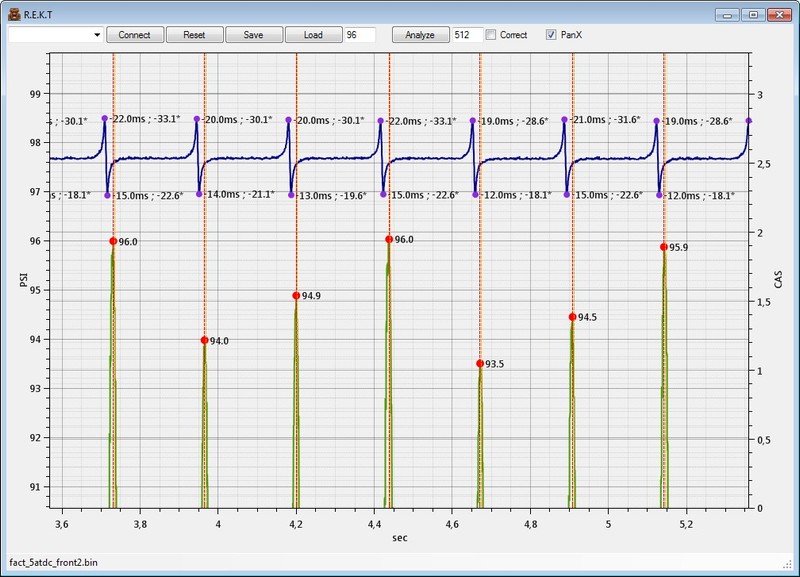 R.E.K.T
Connect Reset Save Load 96 Analyze 512 Correct PanX
99 3
; -30.1° -22.0ms ; -33.1° -20.0ms ; -30.1° -20.0ms ; -30.1° -22.0ms ; -33.1° -19.0ms ; -28.6° -21.0ms ; -31.6° -19.0ms ; -28.6°
98
2,5
97
s ; -18.1° -15.0ms ; -22.6° -14.0ms ; -21.1° -13.0ms ; -19.6° -15.0ms ; -22.6° -12.0ms ; -18.1° -15.0ms ; -22.6° -12.0ms ; -18.1°
96 96.0 96.0 95.9 2
PSI CAS
95 94.9 1,5
94 94.0 94.5
93.5 1
93
92 0,5
91
0
3,6 3,8 4 4,2 4,4 4,6 4,8 5 5,2
sec
fact_5atdc_front2.bin